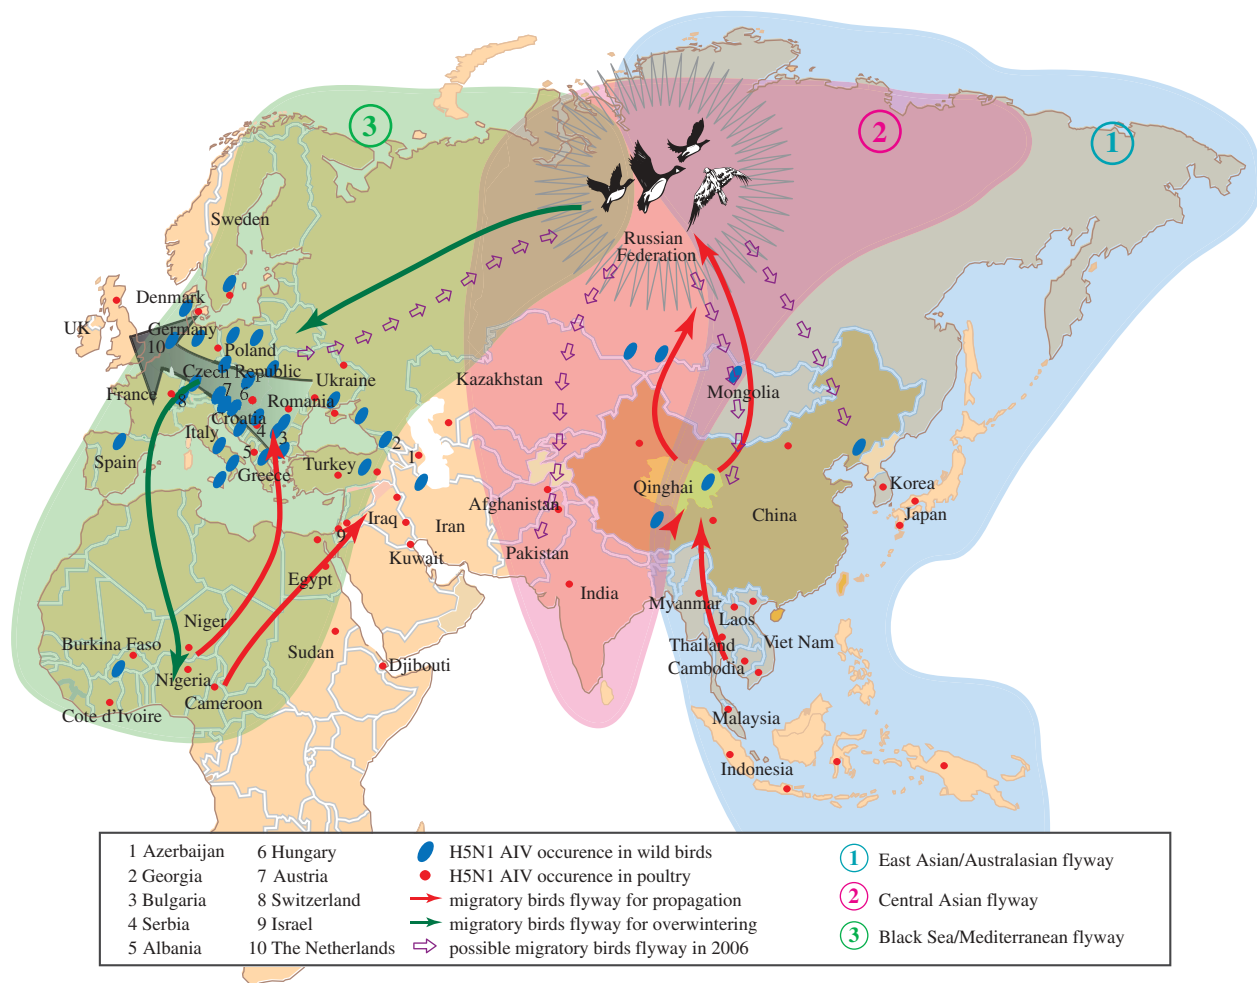 3
2
1
Sweden
Russian
Federation
Denmark
UK
Germany
10
Poland
Czech Republic
Ukraine
Kazakhstan
Mongolia
France
8
7
6
Romania
Croatia
4
3
Italy
5
2
1
Spain
Greece
Turkey
Qinghai
Korea
Afghanistan
Iraq
Iran
China
Japan
9
Kuwait
Pakistan
Egypt
India
Myanmar
Laos
Niger
Burkina Faso
Sudan
Thailand
Viet Nam
Djibouti
Cambodia
Nigeria
Cameroon
Cote d'Ivoire
Malaysia
Indonesia
1 Azerbaijan
2 Georgia
3 Bulgaria
4 Serbia
5 Albania
6 Hungary
7 Austria
8 Switzerland
9 Israel
10 The Netherlands
H5N1 AIV occurence in wild birds
H5N1 AIV occurence in poultry
migratory birds flyway for propagation
migratory birds flyway for overwintering
possible migratory birds flyway in 2006
1 East Asian/Australasian flyway
2 Central Asian flyway
3 Black Sea/Mediterranean flyway